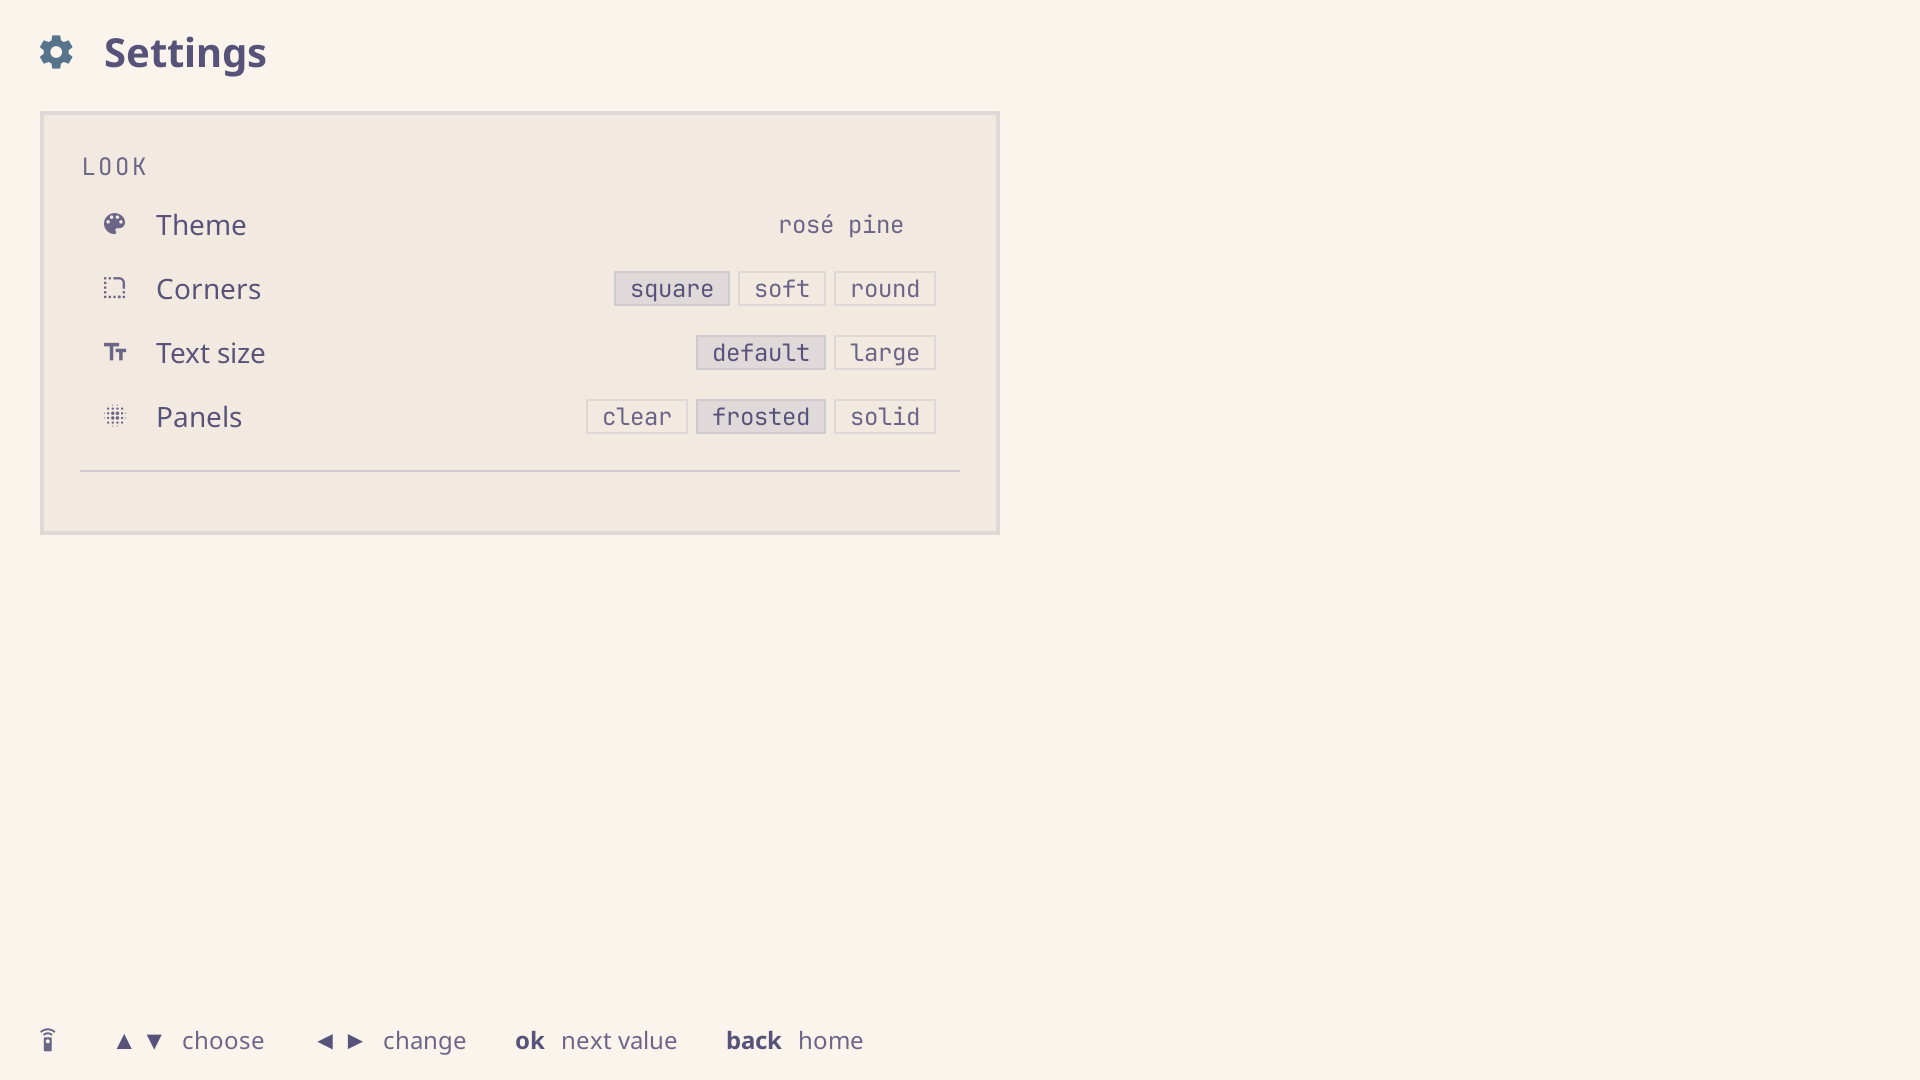 Settings
LOOK
Theme rosé pine
Corners square soft round
Text size default large
Panels clear frosted solid
▲ ▼ choose ◀ ▶ change ok next value back home